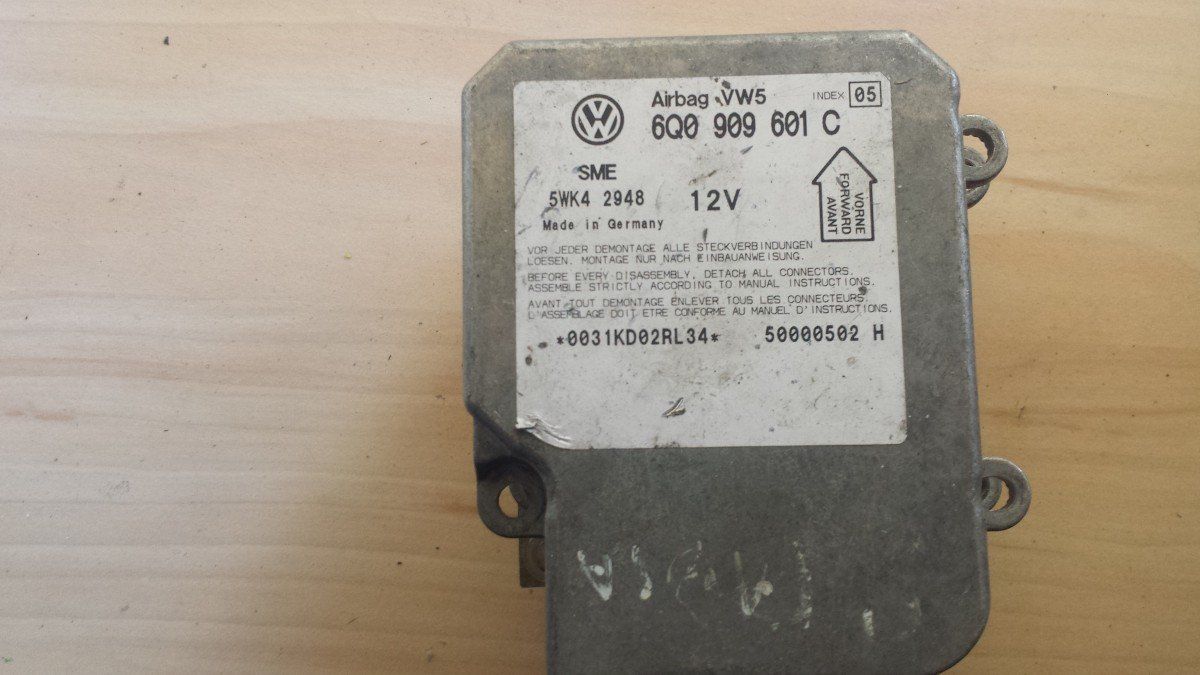 Airbag VW5 INDEX 05
6Q0 909 601 C
SME
5WK4 2948 12V
Made in Germany
VORNE
FORWARD
AVANT
VOR JEDER DEMONTAGE ALLE STECKVERBINDUNGEN
LOESEN. MONTAGE NUR NACH EINBAUANWEISUNG.
BEFORE EVERY DISASSEMBLY, DETACH ALL CONNECTORS.
ASSEMBLE STRICTLY ACCORDING TO MANUAL INSTRUCTIONS.
AVANT TOUT DEMONTAGE ENLEVER TOUS LES CONNECTEURS.
D'ASSEMBLAGE DOIT ETRE CONFORME AU MANUEL D'INSTRUCTIONS.
*0031KD02RL34* 50000502 H